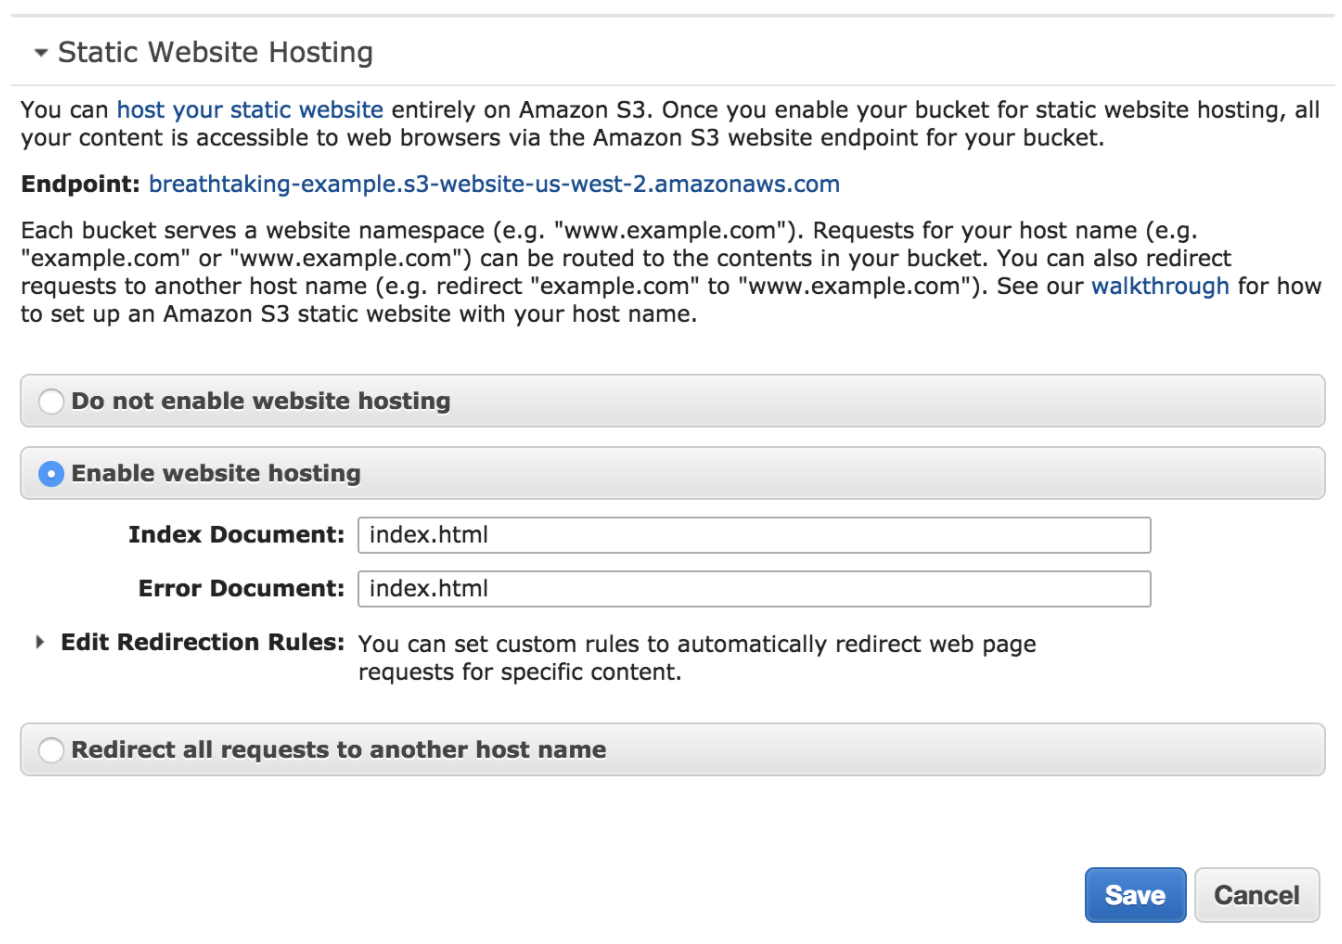 Static Website Hosting
You can host your static website entirely on Amazon S3. Once you enable your bucket for static website hosting, all
your content is accessible to web browsers via the Amazon S3 website endpoint for your bucket.
Endpoint: breathtaking-example.s3-website-us-west-2.amazonaws.com
Each bucket serves a website namespace (e.g. "www.example.com"). Requests for your host name (e.g.
"example.com" or "www.example.com") can be routed to the contents in your bucket. You can also redirect
requests to another host name (e.g. redirect "example.com" to "www.example.com"). See our walkthrough for how
to set up an Amazon S3 static website with your host name.
Do not enable website hosting
Enable website hosting
Index Document: index.html
Error Document: index.html
Edit Redirection Rules: You can set custom rules to automatically redirect web page
requests for specific content.
Redirect all requests to another host name
Save Cancel